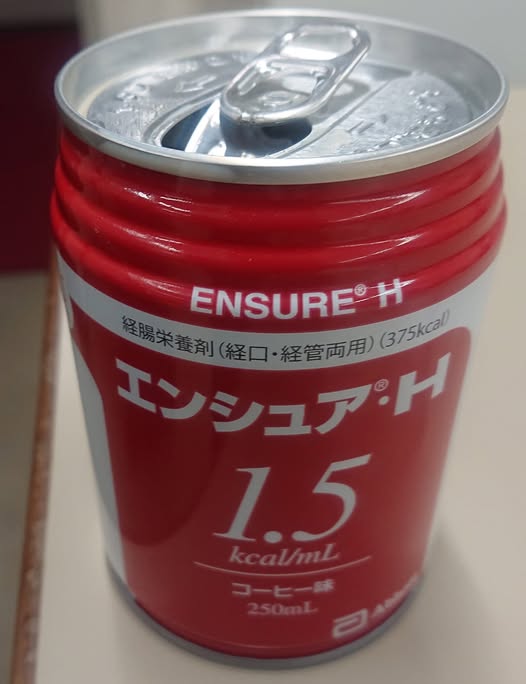 ENSURE® H
経腸栄養剤（経口・経管両用）（375kcal）
エンシュア®・H
1.5
kcal/mL
コーヒー味
250mL